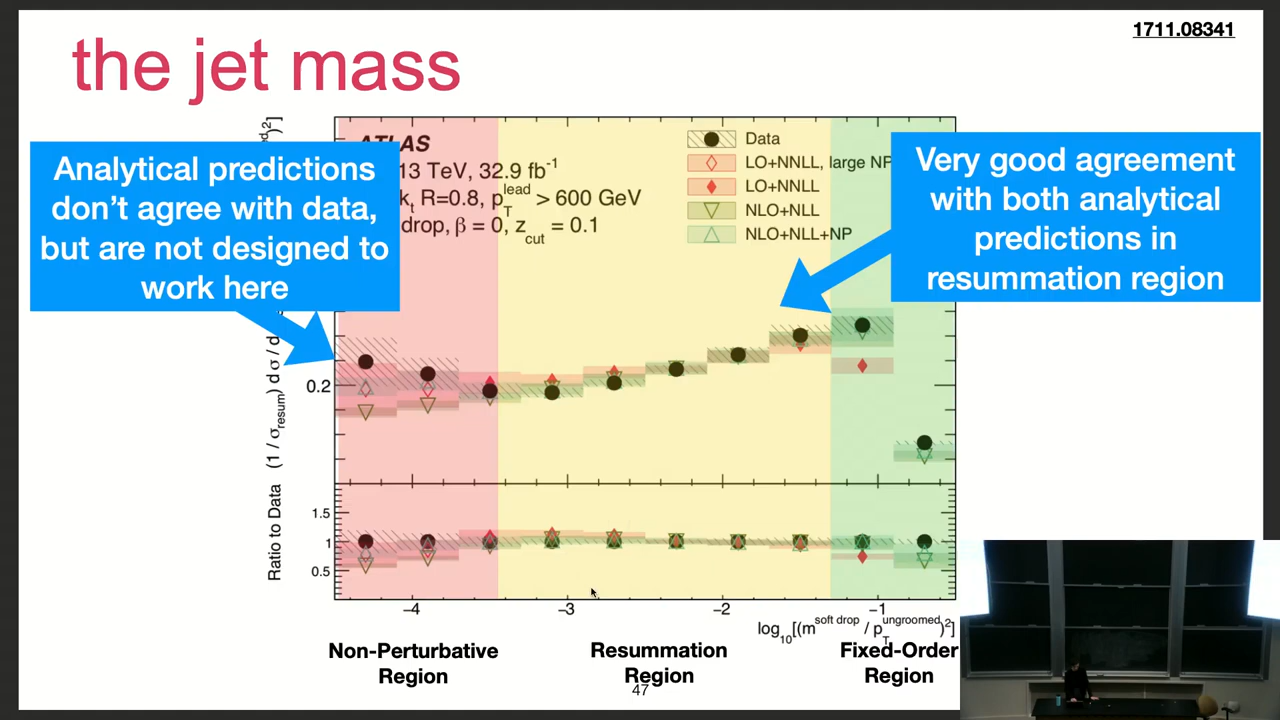 1711.08341
the jet mass
Analytical predictions
don't agree with data,
but are not designed to
work here
Very good agreement
with both analytical
predictions in
resummation region
ATLAS
13 TeV, 32.9 fb⁻¹
R=0.8, pₜˡᵉᵃᵈ > 600 GeV
drop, β = 0, z_cut = 0.1
Data
LO+NNLL, large NP
LO+NNLL
NLO+NLL
NLO+NLL+NP
(1 / σ_resum) d σ / d
0.2
Ratio to Data
1.5
1
0.5
−4
−3
−2
−1
log₁₀[(m^soft drop / p_T^ungroomed)²]
Non-Perturbative
Region
Resummation
Region
Fixed-Order
Region
47